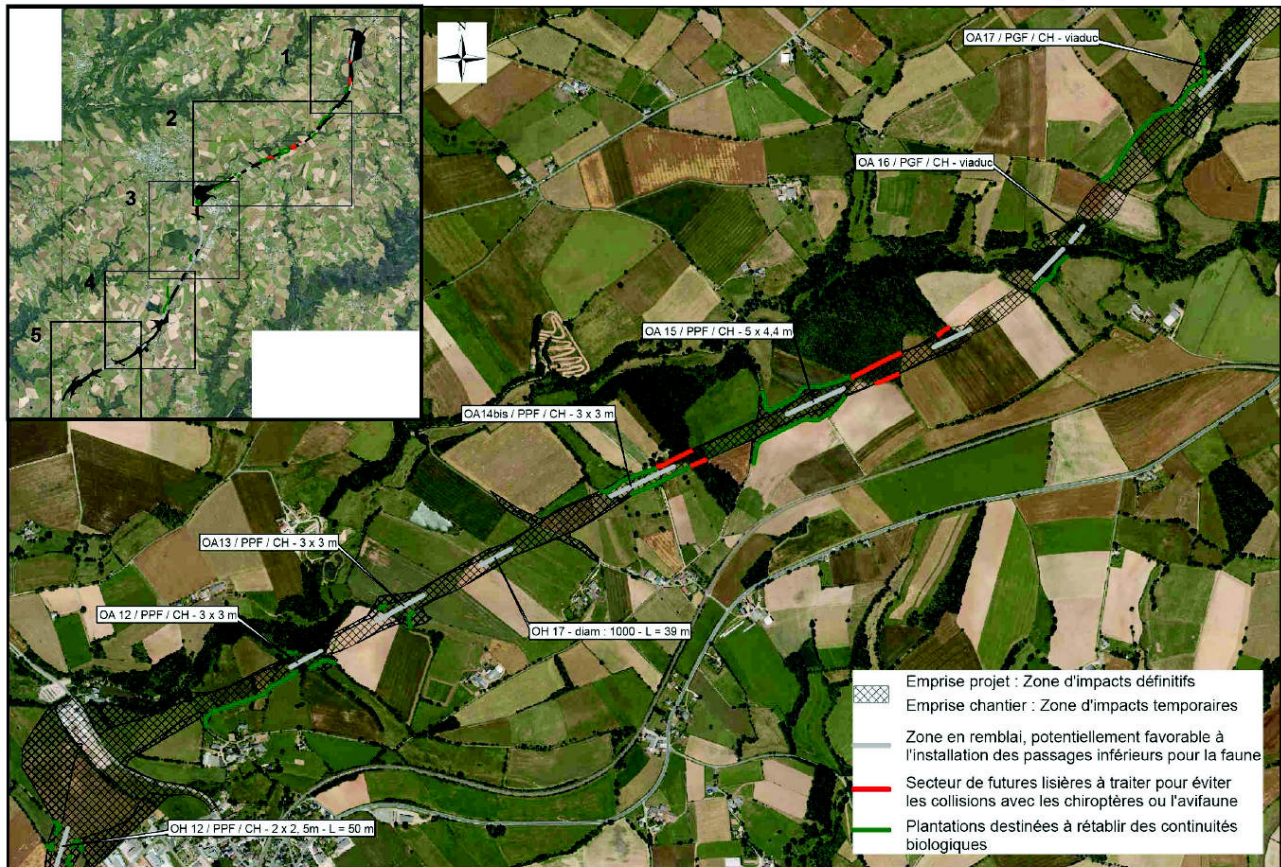 1
2
3
4
5
N
OA17 / PGF / CH - viaduc
OA 16 / PGF / CH - viaduc
OA 15 / PPF / CH - 5 x 4,4 m
OA14bis / PPF / CH - 3 x 3 m
OA13 / PPF / CH - 3 x 3 m
OA 12 / PPF / CH - 3 x 3 m
OH 17 - diam : 1000 - L = 39 m
OH 12 / PPF / CH - 2 x 2, 5m - L = 50 m
Emprise projet : Zone d'impacts définitifs
Emprise chantier : Zone d'impacts temporaires
Zone en remblai, potentiellement favorable à
l'installation des passages inférieurs pour la faune
Secteur de futures lisières à traiter pour éviter
les collisions avec les chiroptères ou l'avifaune
Plantations destinées à rétablir des continuités
biologiques